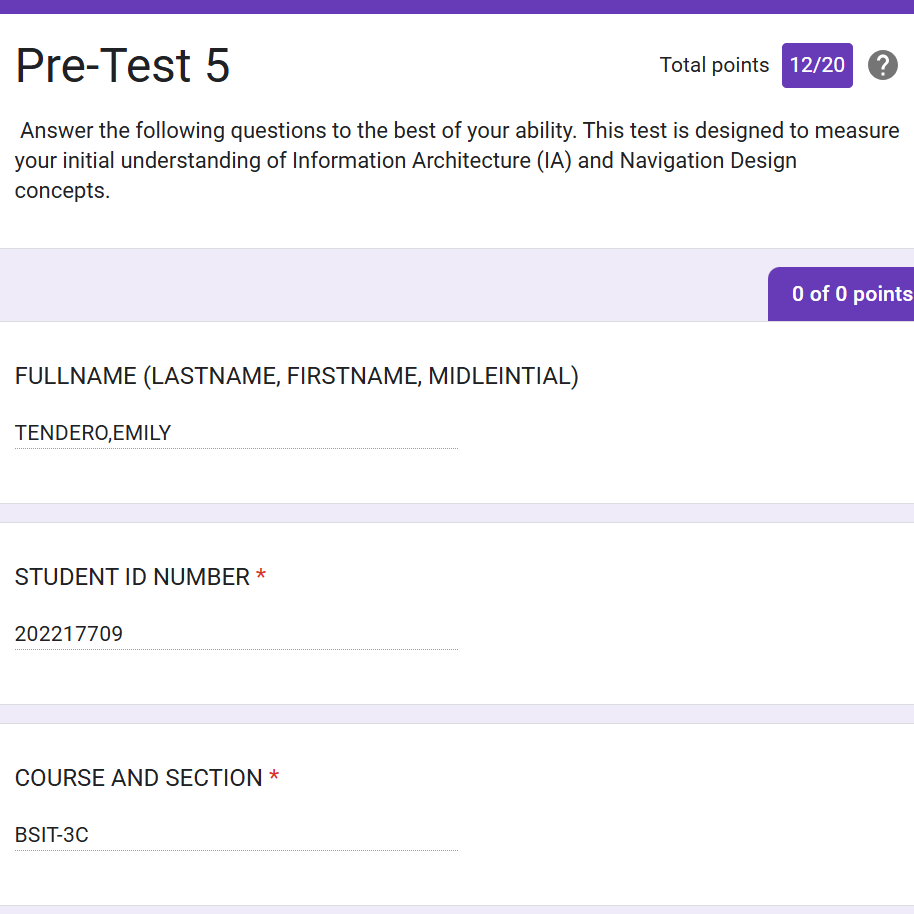 Pre-Test 5
Total points 12/20 ?
Answer the following questions to the best of your ability. This test is designed to measure
your initial understanding of Information Architecture (IA) and Navigation Design
concepts.
0 of 0 points
FULLNAME (LASTNAME, FIRSTNAME, MIDLEINTIAL)
TENDERO,EMILY
STUDENT ID NUMBER *
202217709
COURSE AND SECTION *
BSIT-3C